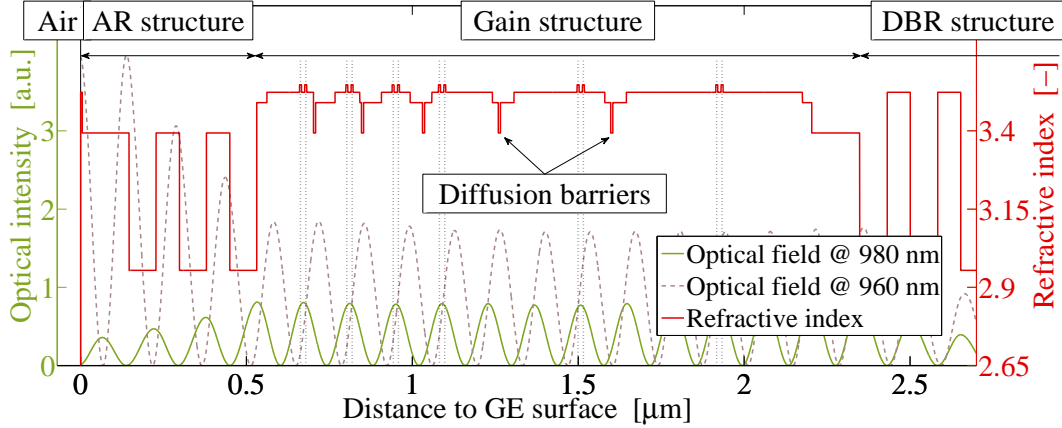 Air AR structure Gain structure DBR structure
Optical intensity [a.u.]
3
2
1
0
Diffusion barriers
Optical field @ 980 nm
Optical field @ 960 nm
Refractive index
3.4
3.15
2.9
2.65
Refractive index [−]
0 0.5 1 1.5 2 2.5
Distance to GE surface [μm]